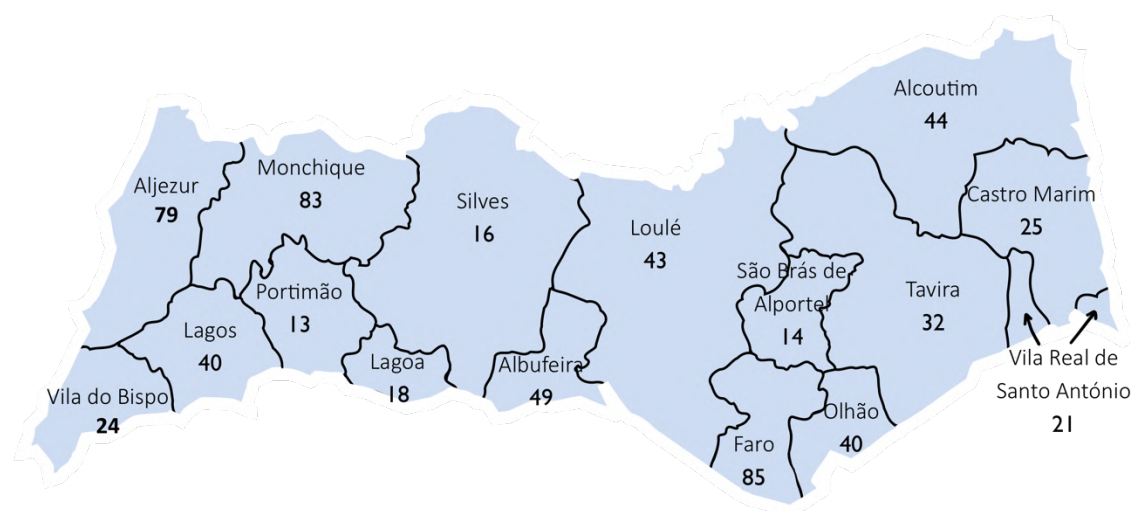 Alcoutim
44
Monchique
83
Aljezur
79
Silves
16
Castro Marim
25
Loulé
43
São Brás de
Alportel
14
Portimão
13
Tavira
32
Lagos
40
Lagoa
18
Albufeira
49
Vila Real de
Santo António
21
Vila do Bispo
24
Olhão
40
Faro
85